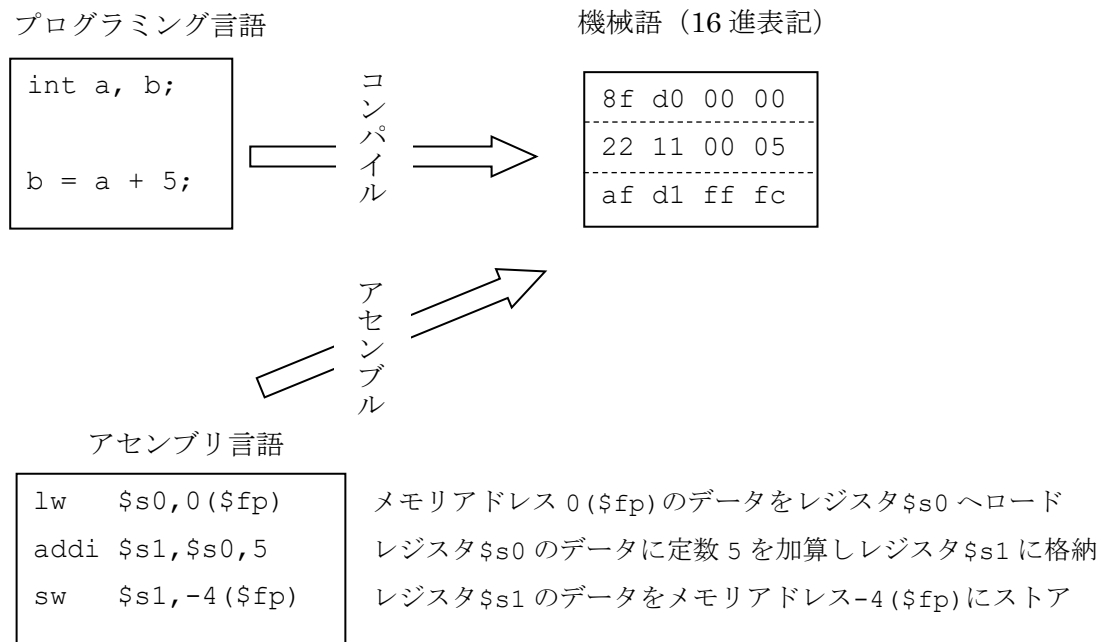 プログラミング言語
機械語（16 進表記）
int a, b;
b = a + 5;
コンパイル
8f d0 00 00
22 11 00 05
af d1 ff fc
アセンブル
アセンブリ言語
lw $s0,0($fp)
メモリアドレス 0($fp)のデータをレジスタ$s0 へロード
addi $s1,$s0,5
レジスタ$s0 のデータに定数 5 を加算しレジスタ$s1 に格納
sw $s1,-4($fp)
レジスタ$s1 のデータをメモリアドレス-4($fp)にストア